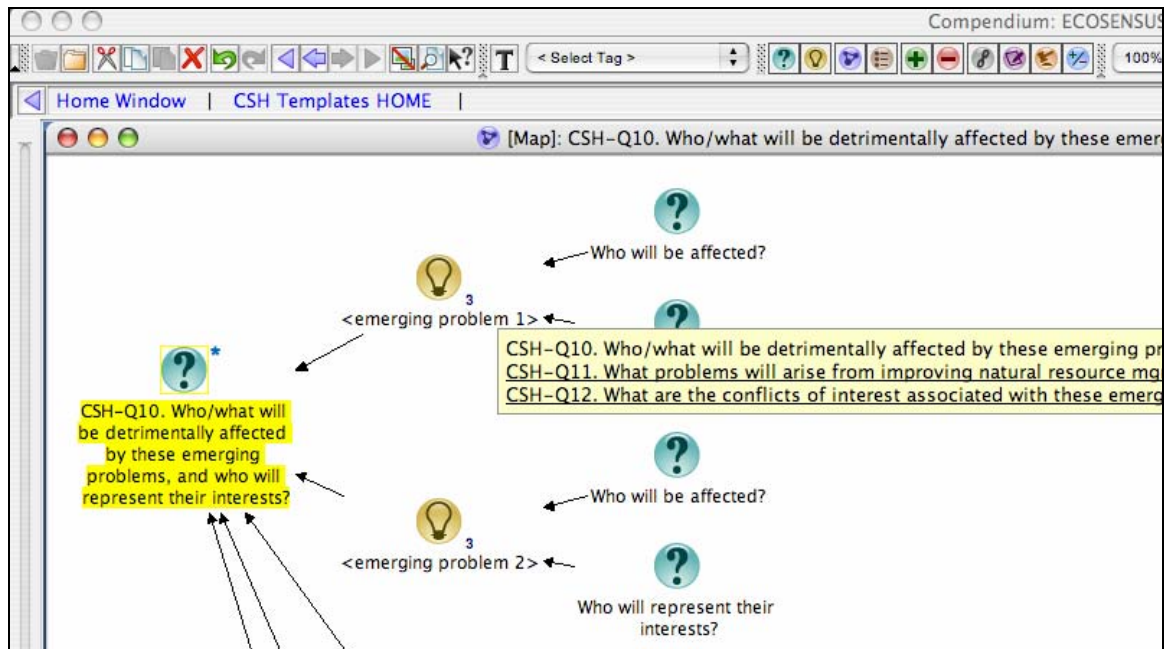 Compendium: ECOSENSUS
T
< Select Tag >
100%
Home Window | CSH Templates HOME |
[Map]: CSH-Q10. Who/what will be detrimentally affected by these emer
Who will be affected?
3
<emerging problem 1>
CSH-Q10. Who/what will be detrimentally affected by these emerging pr
CSH-Q11. What problems will arise from improving natural resource mg
CSH-Q12. What are the conflicts of interest associated with these emerg
*
CSH-Q10. Who/what will
be detrimentally affected
by these emerging
problems, and who will
represent their interests?
Who will be affected?
3
<emerging problem 2>
Who will represent their
interests?